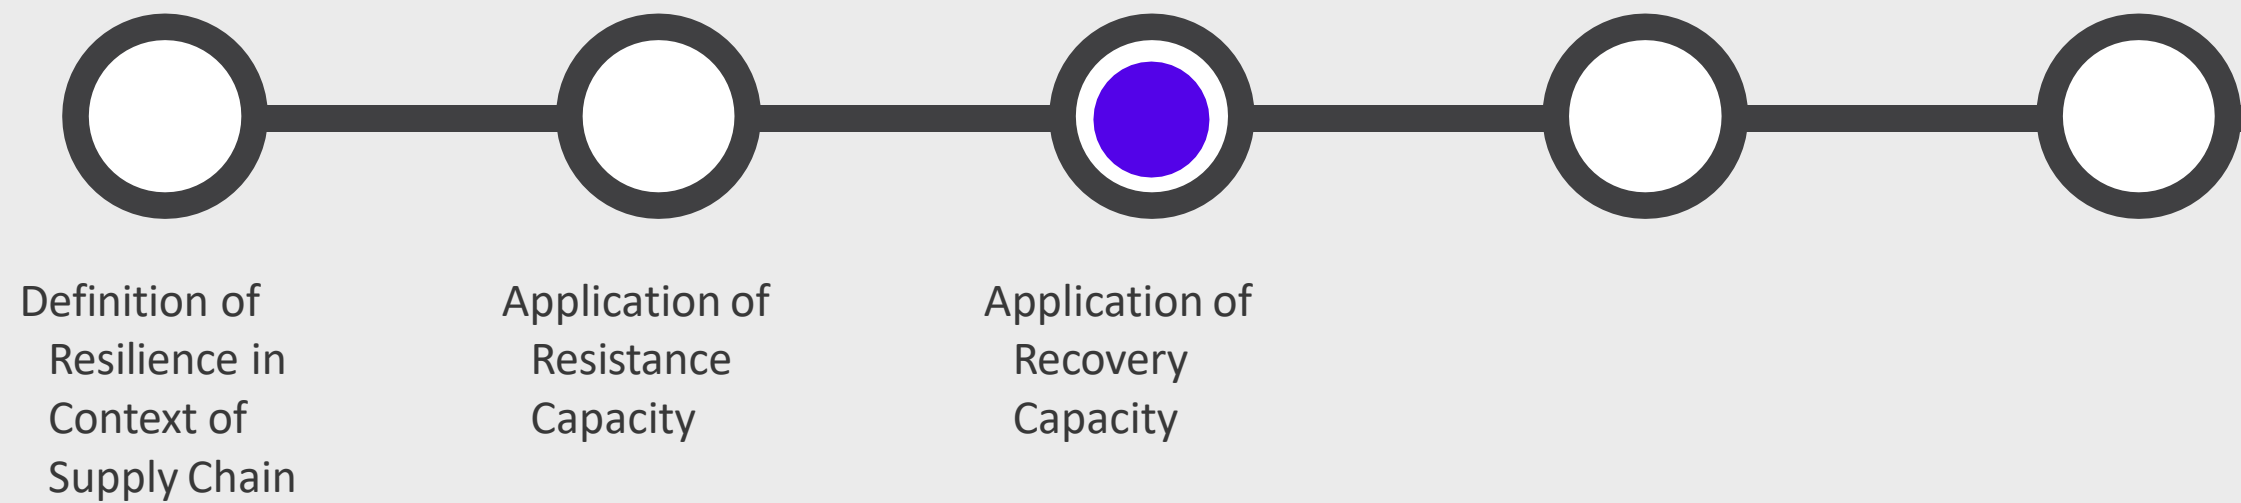 Definition of
Resilience in
Context of
Supply Chain
Application of
Resistance
Capacity
Application of
Recovery
Capacity